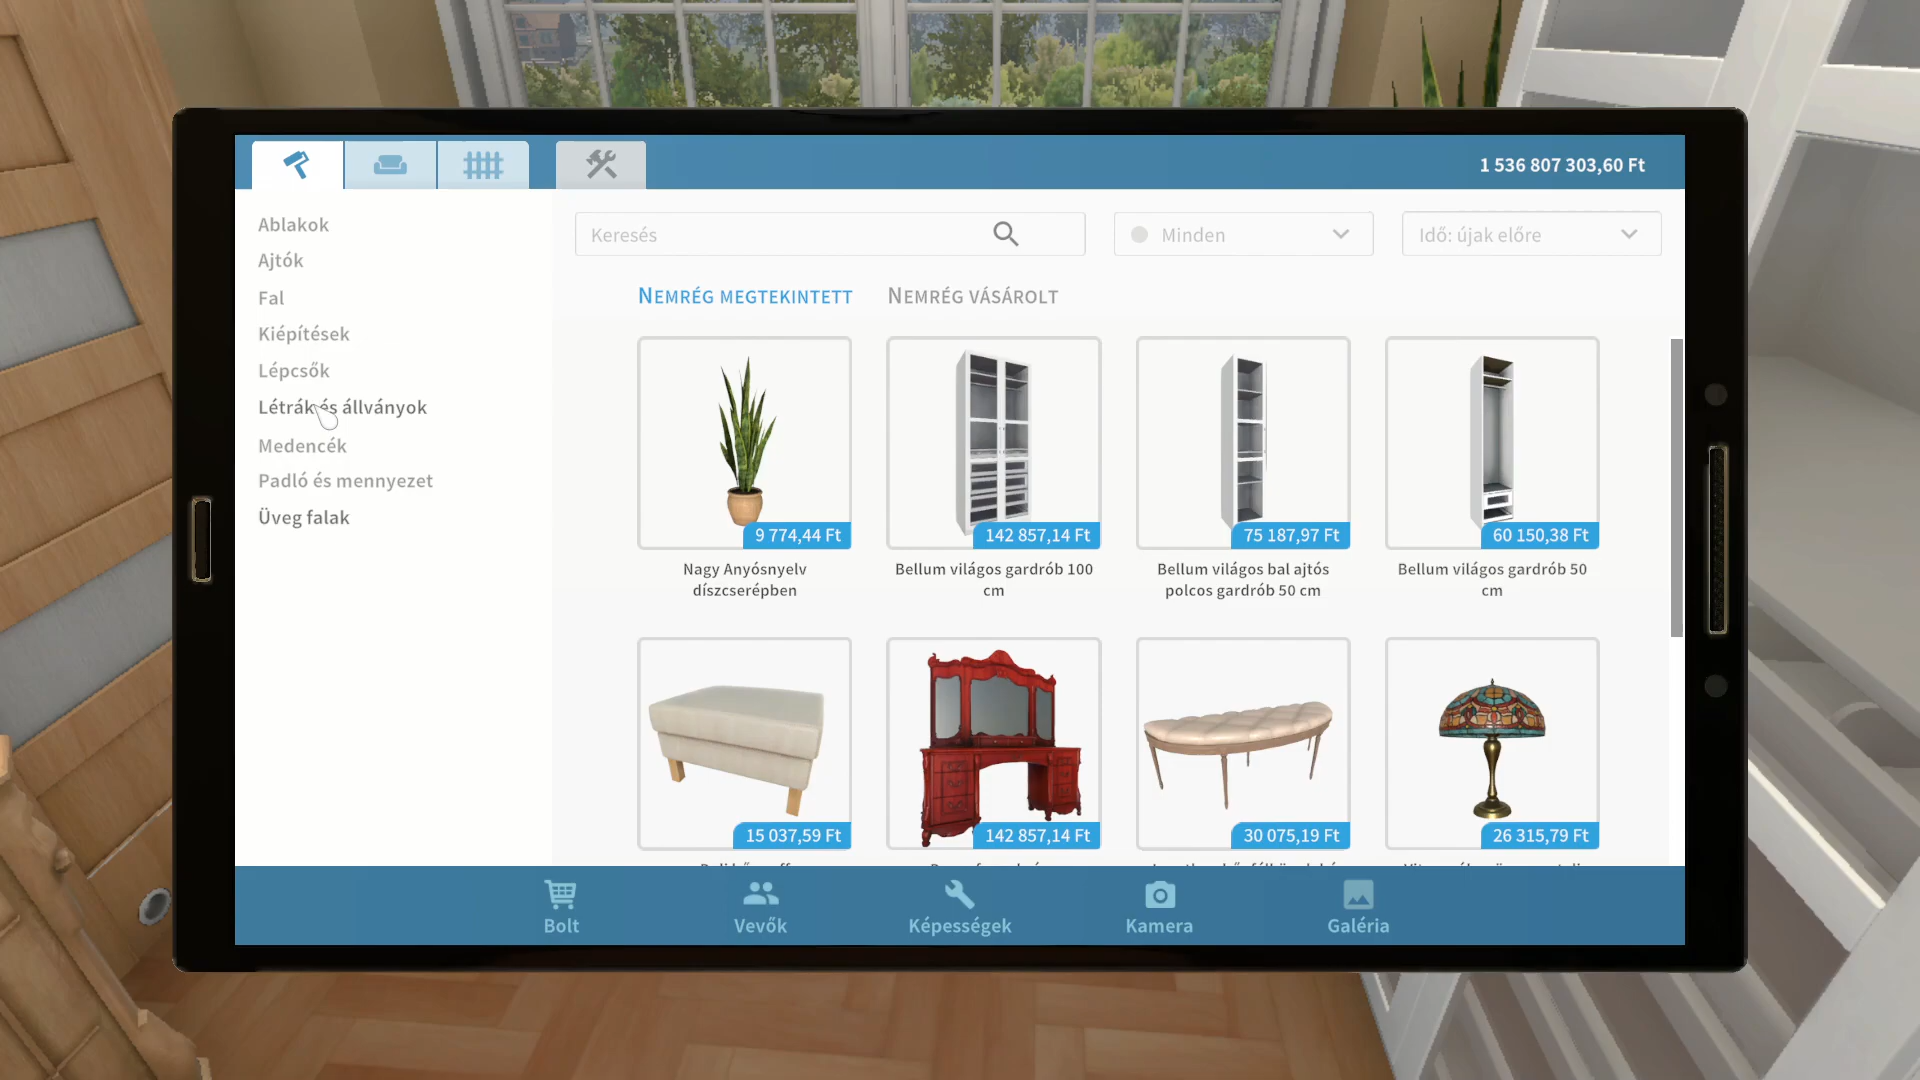 1 536 807 303,60 Ft
Ablakok
Ajtók
Fal
Kiépítések
Lépcsők
Létrák és állványok
Medencék
Padló és mennyezet
Üveg falak
Keresés
Minden
Idő: újak előre
NEMRÉG MEGTEKINTETT
NEMRÉG VÁSÁROLT
9 774,44 Ft
142 857,14 Ft
75 187,97 Ft
60 150,38 Ft
Nagy Anyósnyelv
díszcserépben
Bellum világos gardrób 100
cm
Bellum világos bal ajtós
polcos gardrób 50 cm
Bellum világos gardrób 50
cm
15 037,59 Ft
142 857,14 Ft
30 075,19 Ft
26 315,79 Ft
Bolt
Vevők
Képességek
Kamera
Galéria